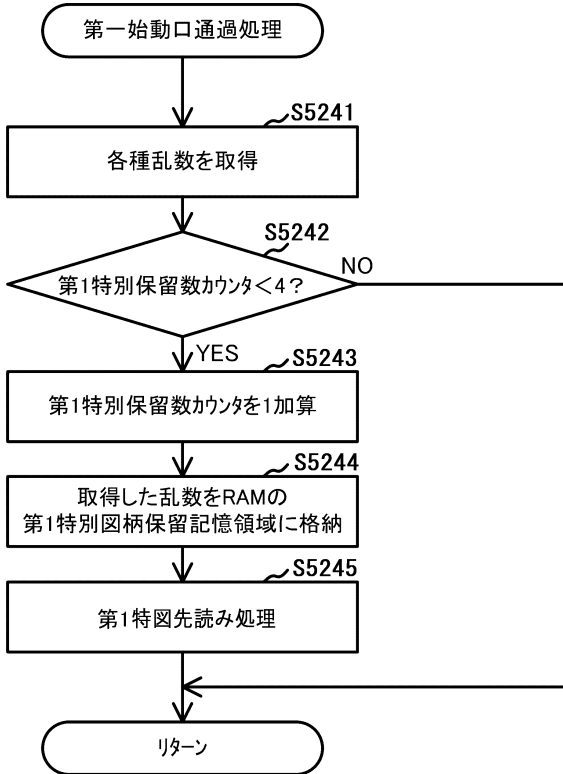 第一始動口通過処理
S5241
各種乱数を取得
S5242
第1特別保留数カウンタ<4?
NO
YES
S5243
第1特別保留数カウンタを1加算
S5244
取得した乱数をRAMの
第1特別図柄保留記憶領域に格納
S5245
第1特図先読み処理
リターン